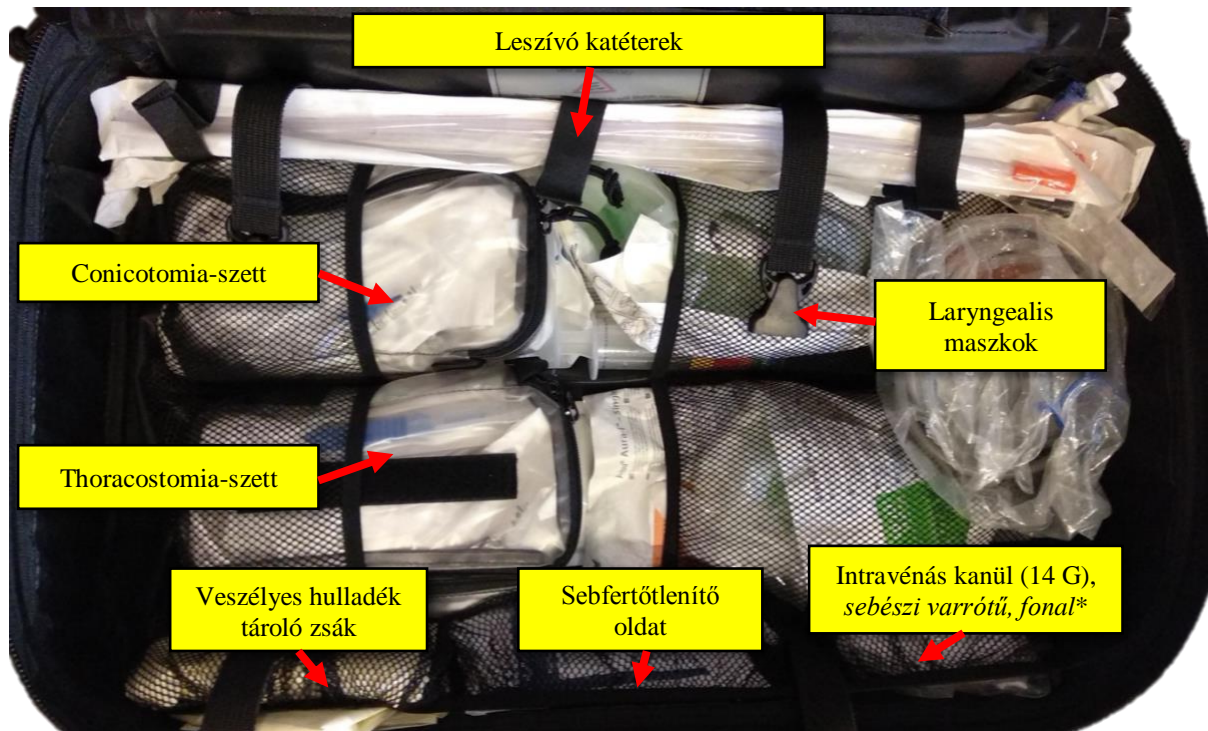 Leszívó katéterek
Conicotomia-szett
Laryngealis
maszkok
Thoracostomia-szett
Veszélyes hulladék
tároló zsák
Sebfertőtlenítő
oldat
Intravénás kanül (14 G),
sebészi varrótű, fonal*